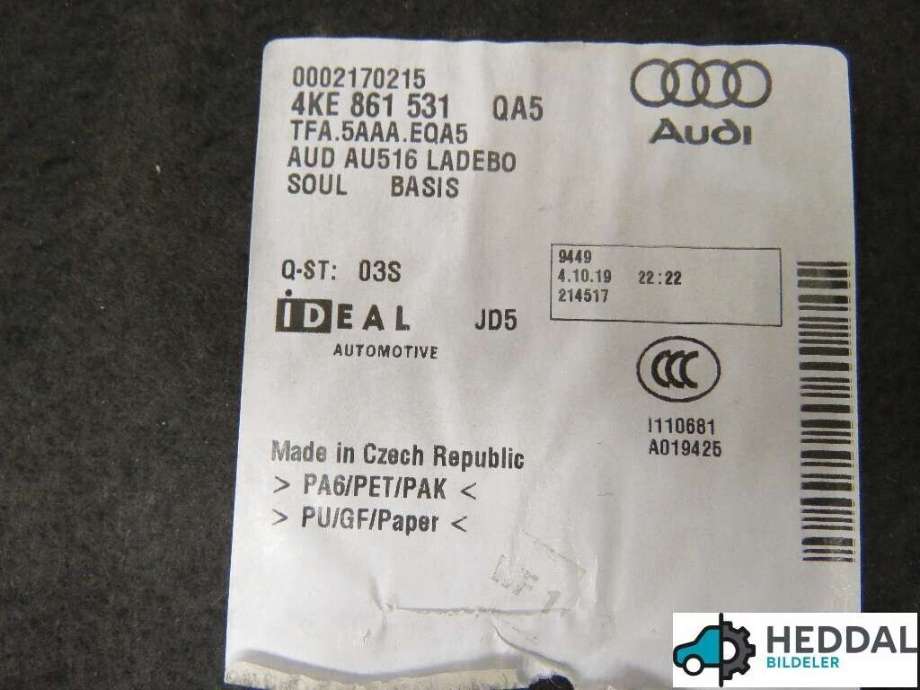 0002170215
4KE 861 531 QA5
TFA.5AAA.EQA5
AUD AU516 LADEBO
SOUL BASIS
Audi
Q-ST: 03S
9449
4.10.19 22:22
214517
iDEAL JD5
AUTOMOTIVE
CCC
I110681
A019425
Made in Czech Republic
> PA6/PET/PAK <
> PU/GF/Paper <
HEDDAL
BILDELER